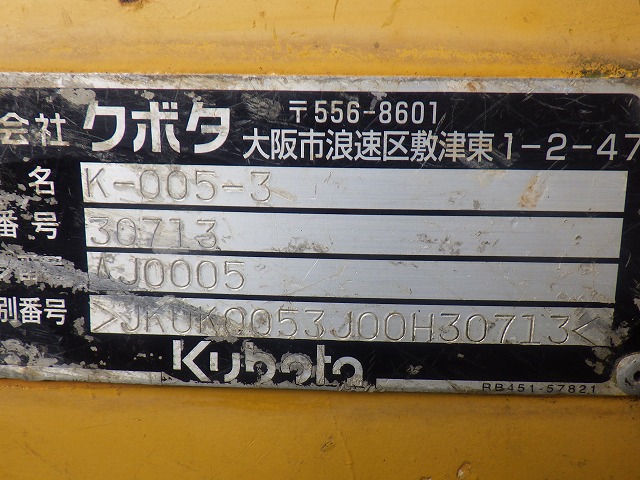 会社 クボタ 〒556-8601
大阪市浪速区敷津東1-2-47
名 K-005-3
番号 30713
J0005
別番号 >JKUK0053J00H30713<
Kubota
RB451-57821